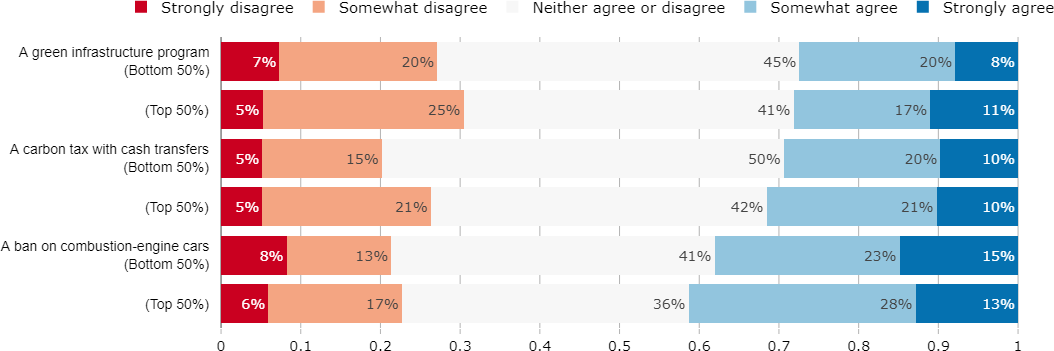 Strongly disagree Somewhat disagree Neither agree or disagree Somewhat agree Strongly agree
A green infrastructure program
(Bottom 50%) 7% 20% 45% 20% 8%
(Top 50%) 5% 25% 41% 17% 11%
A carbon tax with cash transfers
(Bottom 50%) 5% 15% 50% 20% 10%
(Top 50%) 5% 21% 42% 21% 10%
A ban on combustion-engine cars
(Bottom 50%) 8% 13% 41% 23% 15%
(Top 50%) 6% 17% 36% 28% 13%
0 0.1 0.2 0.3 0.4 0.5 0.6 0.7 0.8 0.9 1